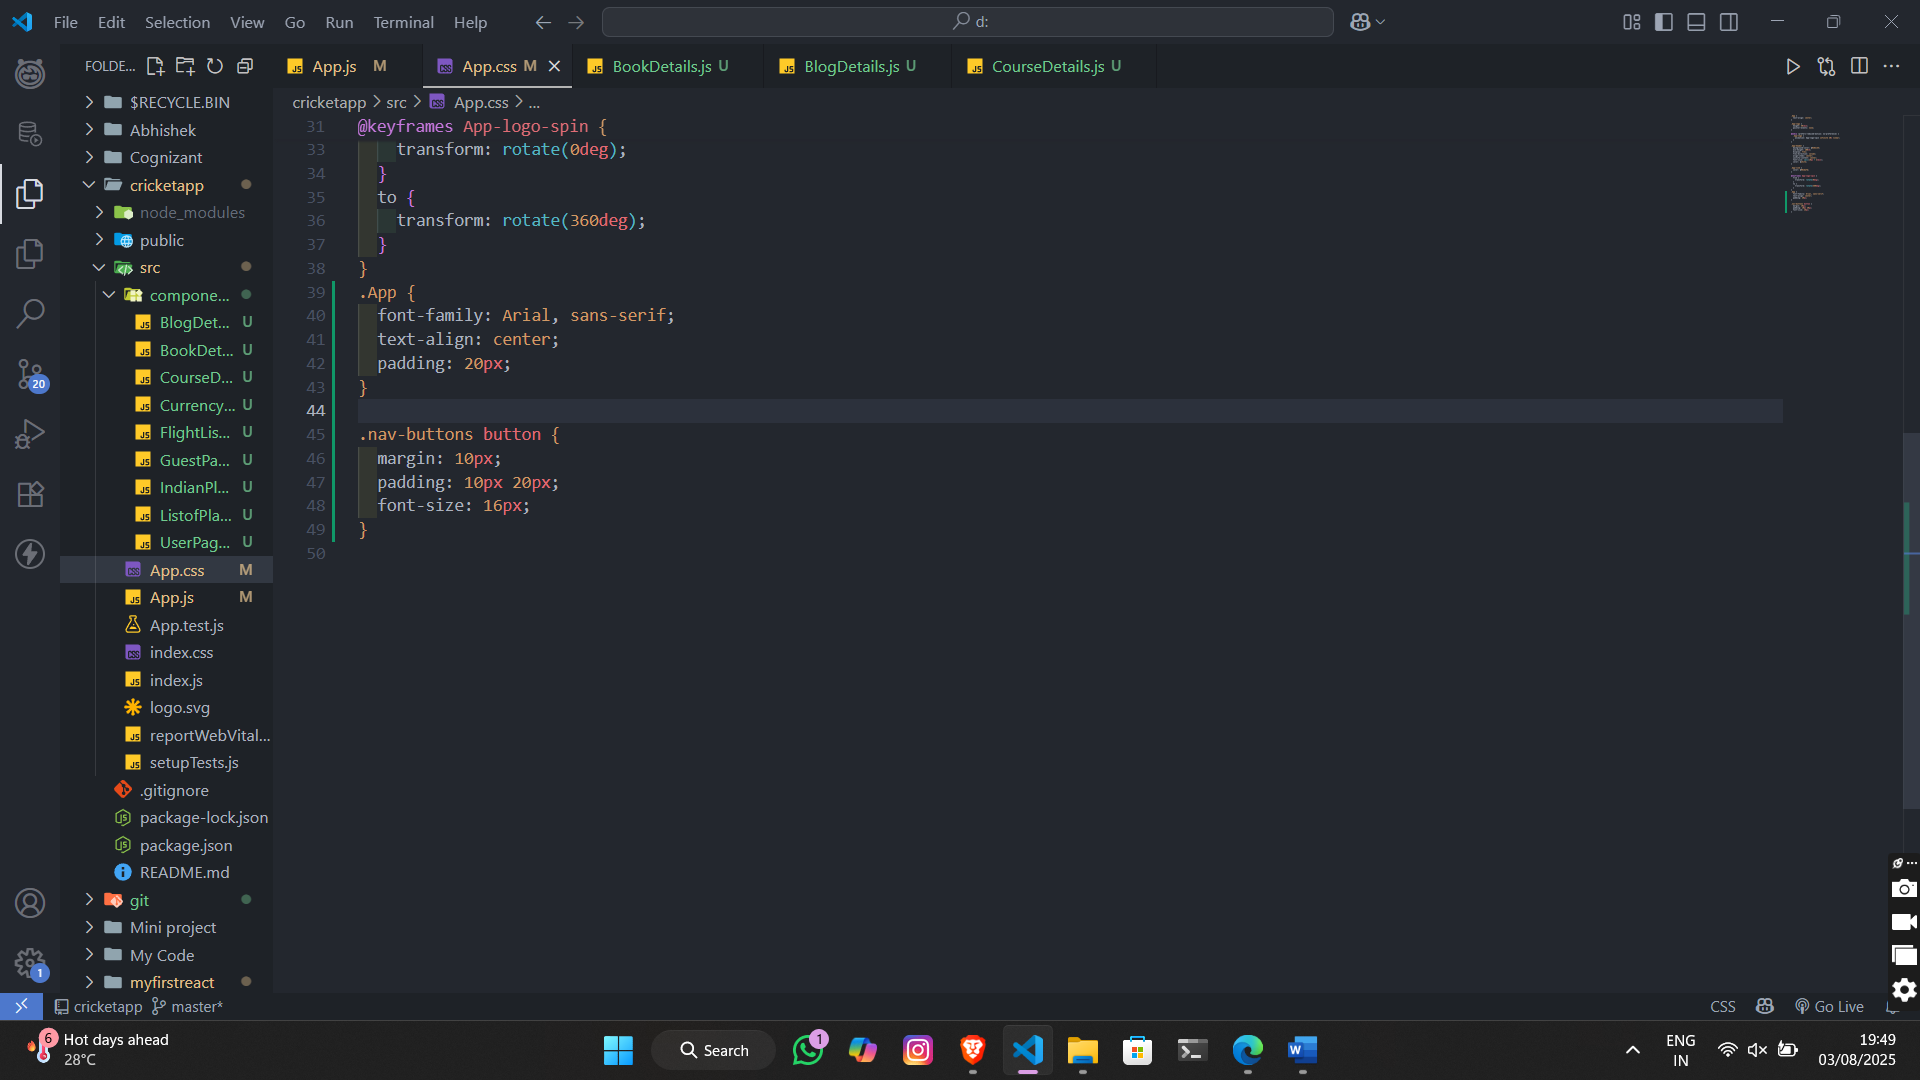 File Edit Selection View Go Run Terminal Help
d:
FOLDE...
App.js M
App.css M
BookDetails.js U
BlogDetails.js U
CourseDetails.js U
cricketapp > src > App.css > ...
$RECYCLE.BIN
Abhishek
Cognizant
cricketapp
node_modules
public
src
compone...
BlogDet... U
BookDet... U
CourseD... U
Currency... U
FlightLis... U
GuestPa... U
IndianPl... U
ListofPla... U
UserPag... U
App.css M
App.js M
App.test.js
index.css
index.js
logo.svg
reportWebVital...
setupTests.js
.gitignore
package-lock.json
package.json
README.md
git
Mini project
My Code
myfirstreact
20
1
31 @keyframes App-logo-spin {
33 transform: rotate(0deg);
34 }
35 to {
36 transform: rotate(360deg);
37 }
38 }
39 .App {
40 font-family: Arial, sans-serif;
41 text-align: center;
42 padding: 20px;
43 }
44
45 .nav-buttons button {
46 margin: 10px;
47 padding: 10px 20px;
48 font-size: 16px;
49 }
50
cricketapp master*
CSS Go Live
6 Hot days ahead
28°C
Search
1
ENG
IN
19:49
03/08/2025